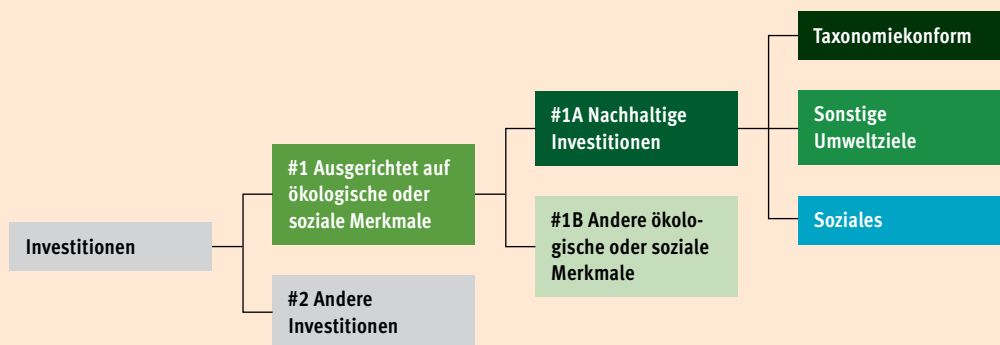 Investitionen
#1 Ausgerichtet auf
ökologische oder
soziale Merkmale
#2 Andere
Investitionen
#1A Nachhaltige
Investitionen
#1B Andere ökolo-
gische oder soziale
Merkmale
Taxonomiekonform
Sonstige
Umweltziele
Soziales